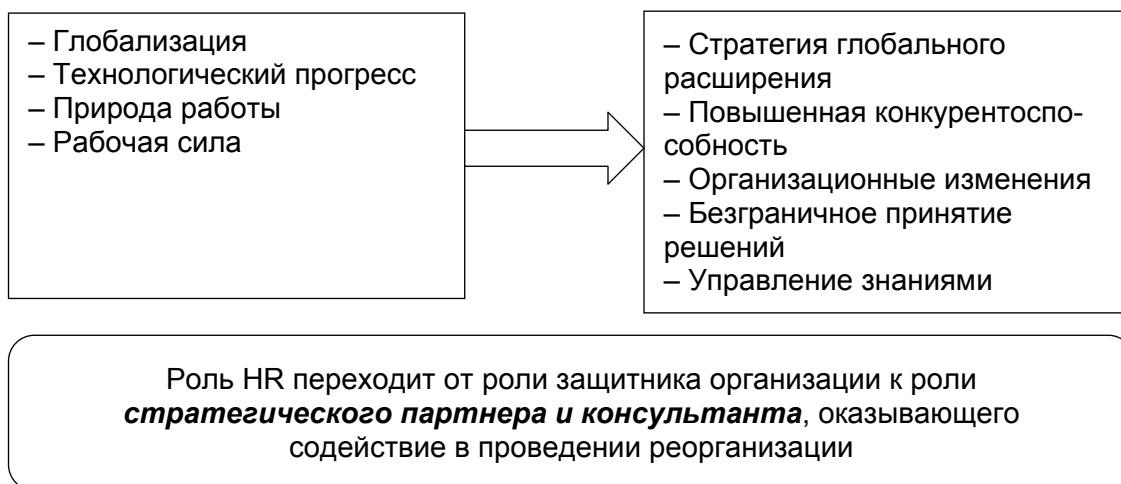 – Глобализация
– Технологический прогресс
– Природа работы
– Рабочая сила
– Стратегия глобального
расширения
– Повышенная конкурентоспо-
собность
– Организационные изменения
– Безграничное принятие
решений
– Управление знаниями
Роль HR переходит от роли защитника организации к роли
стратегического партнера и консультанта, оказывающего
содействие в проведении реорганизации